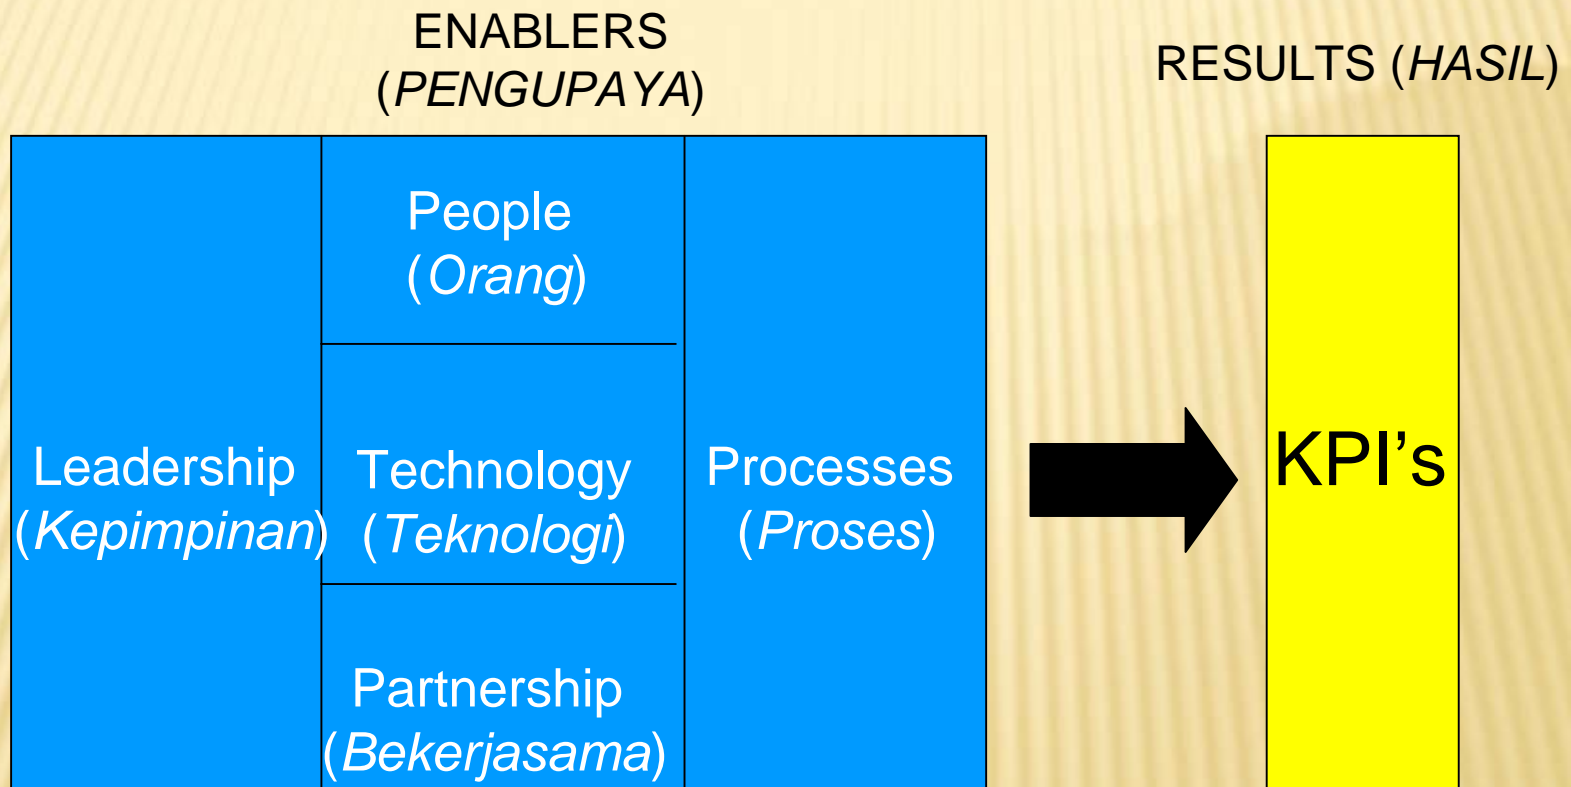 ENABLERS
(PENGUPAYA)
RESULTS (HASIL)
People
(Orang)
Leadership
(Kepimpinan)
Technology
(Teknologi)
Processes
(Proses)
KPI’s
Partnership
(Bekerjasama)